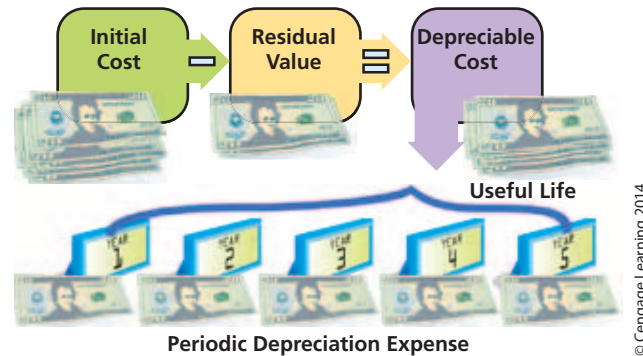 Initial
Cost
Residual
Value
Depreciable
Cost
Useful Life
YEAR
1
YEAR
2
YEAR
3
YEAR
4
YEAR
5
Periodic Depreciation Expense
© Cengage Learning 2014